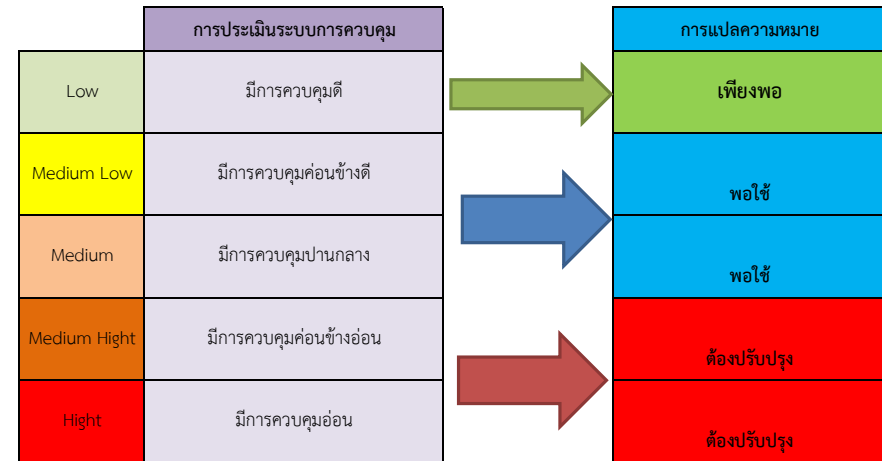 การประเมินระบบการควบคุม การแปลความหมาย
Low มีการควบคุมดี เพียงพอ
Medium Low มีการควบคุมค่อนข้างดี พอใช้
Medium มีการควบคุมปานกลาง พอใช้
Medium Hight มีการควบคุมค่อนข้างอ่อน ต้องปรับปรุง
Hight มีการควบคุมอ่อน ต้องปรับปรุง